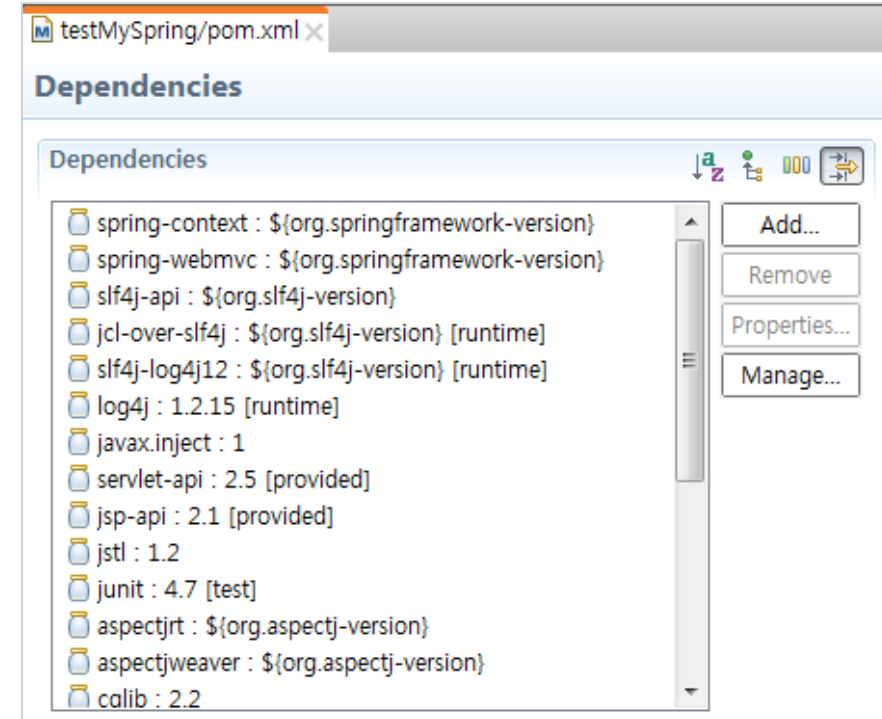 testMySpring/pom.xml
Dependencies
Dependencies
spring-context : ${org.springframework-version}
spring-webmvc : ${org.springframework-version}
slf4j-api : ${org.slf4j-version}
jcl-over-slf4j : ${org.slf4j-version} [runtime]
slf4j-log4j12 : ${org.slf4j-version} [runtime]
log4j : 1.2.15 [runtime]
javax.inject : 1
servlet-api : 2.5 [provided]
jsp-api : 2.1 [provided]
jstl : 1.2
junit : 4.7 [test]
aspectjrt : ${org.aspectj-version}
aspectjweaver : ${org.aspectj-version}
cglib : 2.2
Add...
Remove
Properties...
Manage...